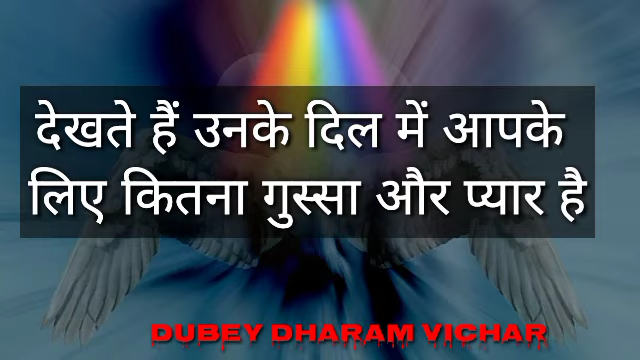 देखते हैं उनके दिल में आपके
लिए कितना गुस्सा और प्यार है
DUBEY DHARAM VICHAR